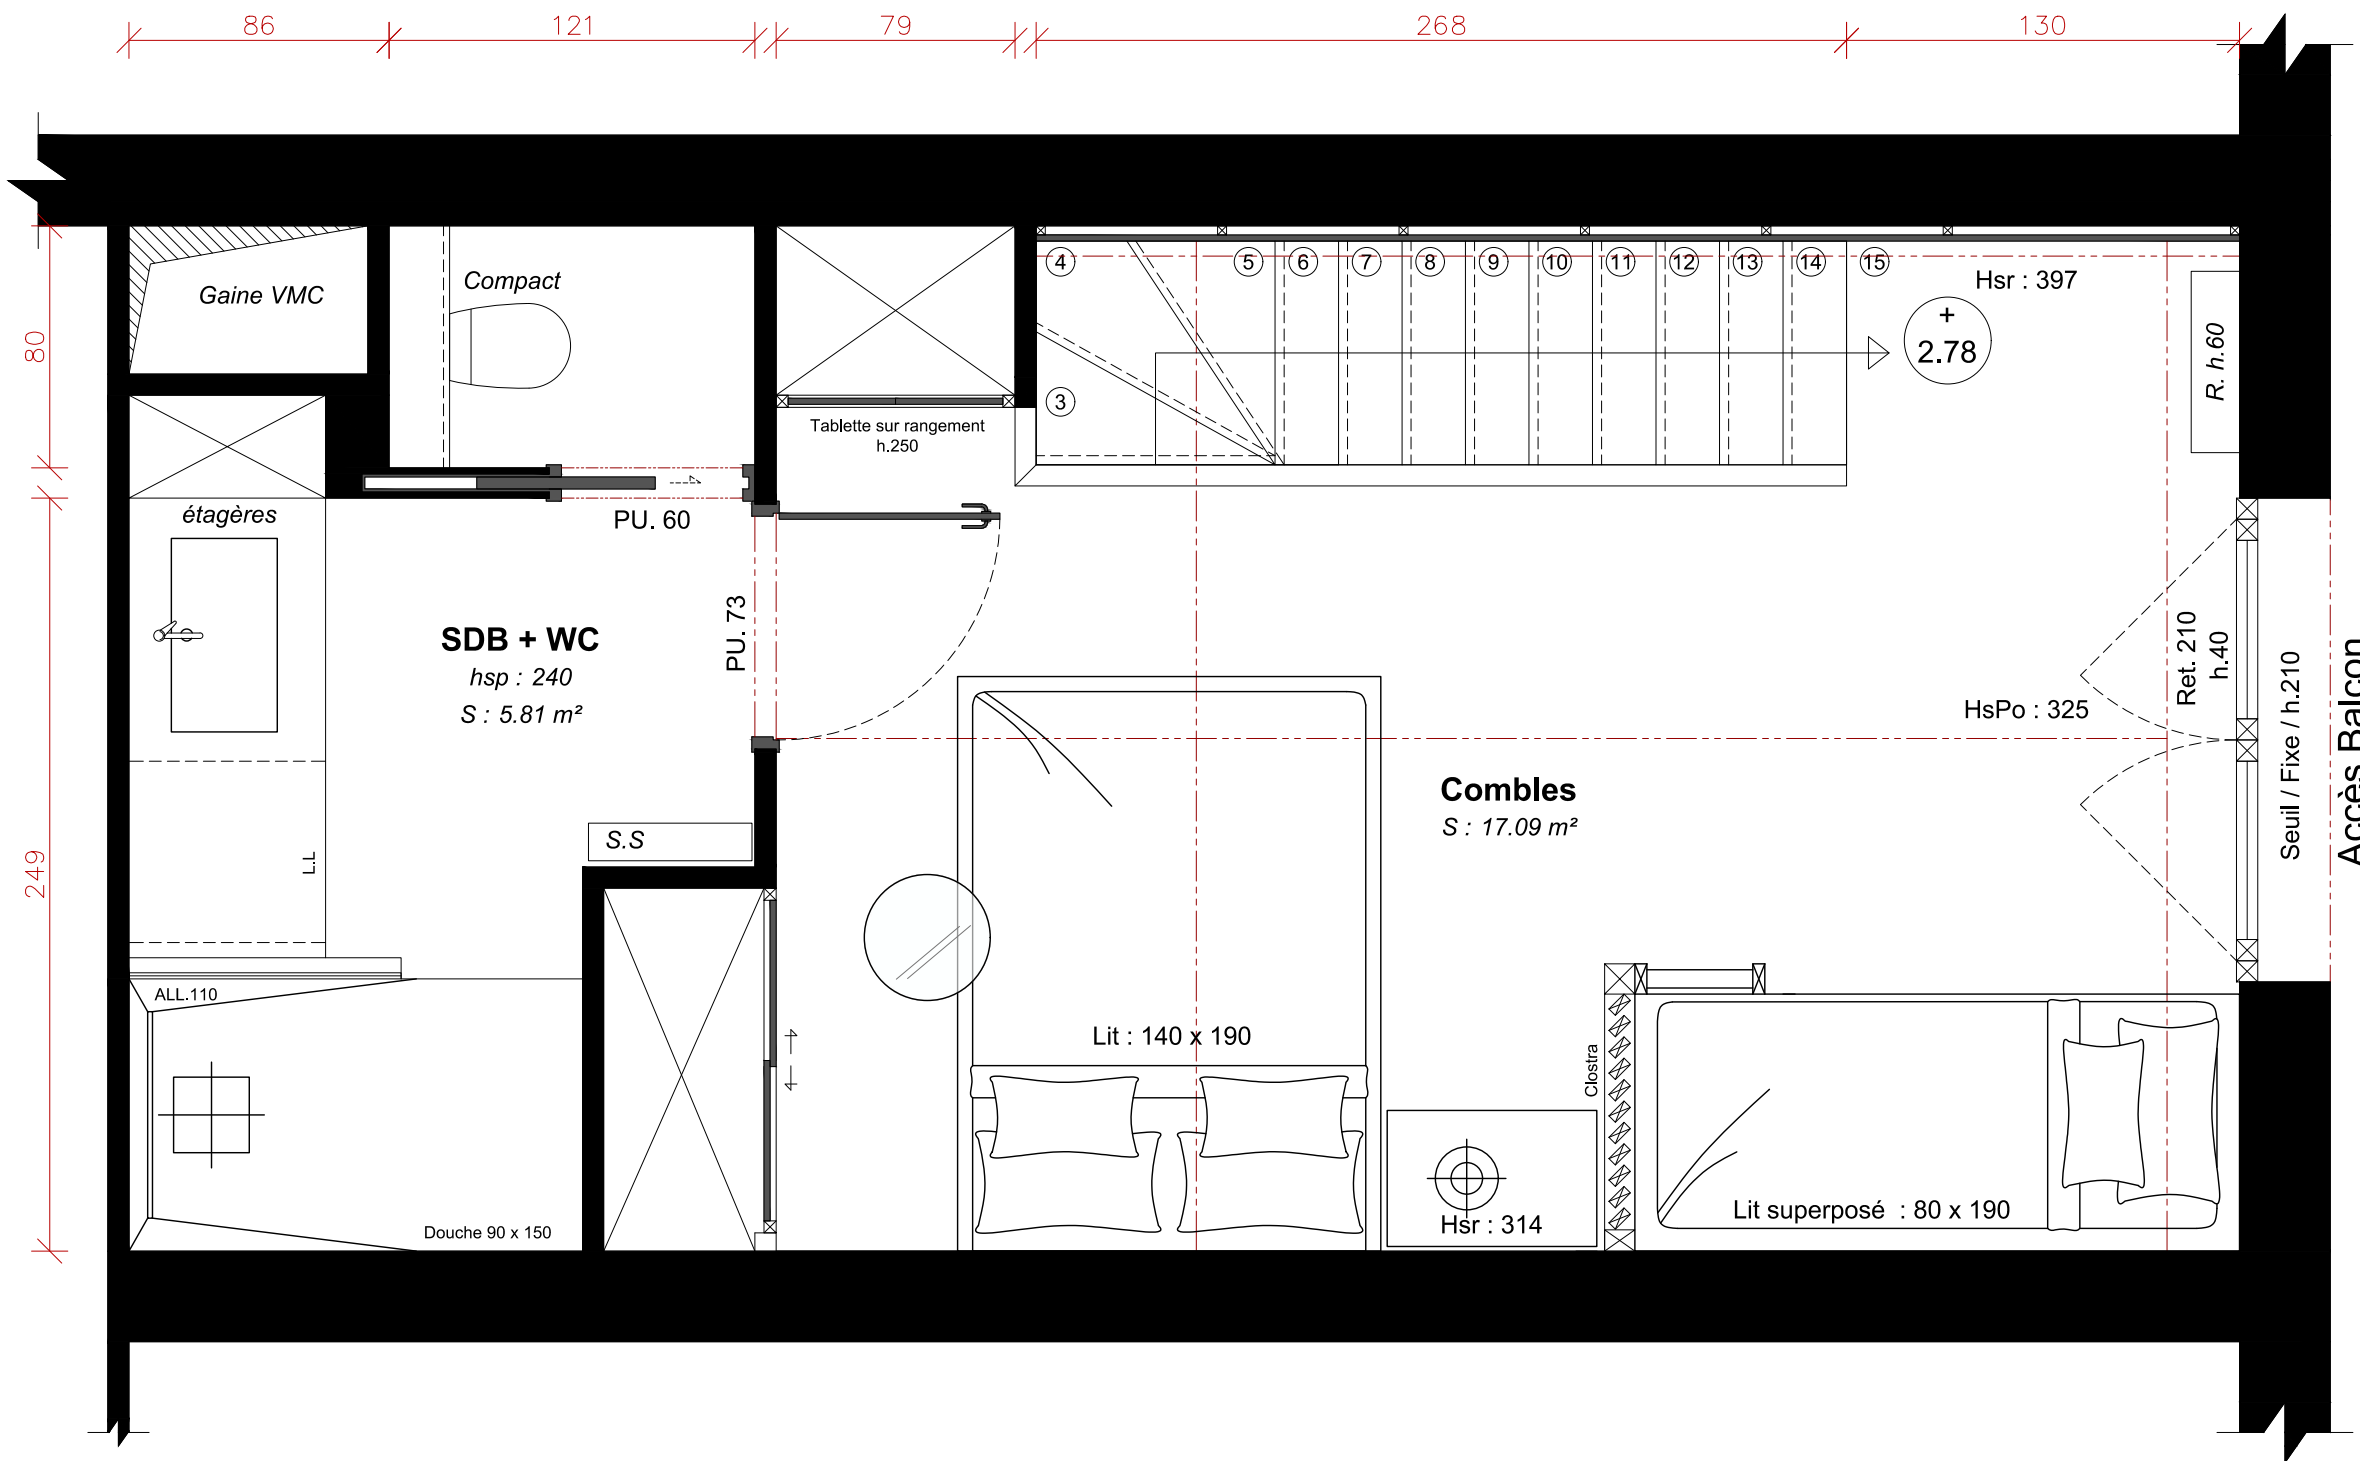 86
121
79
268
130
80
249
Gaine VMC
Compact
étagères
Tablette sur rangement
h.250
4
5
6
7
8
9
10
11
12
13
14
15
3
Hsr : 397
+
2.78
R. h.60
PU. 60
PU. 73
SDB + WC
hsp : 240
S : 5.81 m²
S.S
L.L
ALL.110
Douche 90 x 150
HsPo : 325
Ret. 210
h.40
Seuil / Fixe / h.210
Accès Balcon
Combles
S : 17.09 m²
Lit : 140 x 190
Clostra
Hsr : 314
Lit superposé : 80 x 190